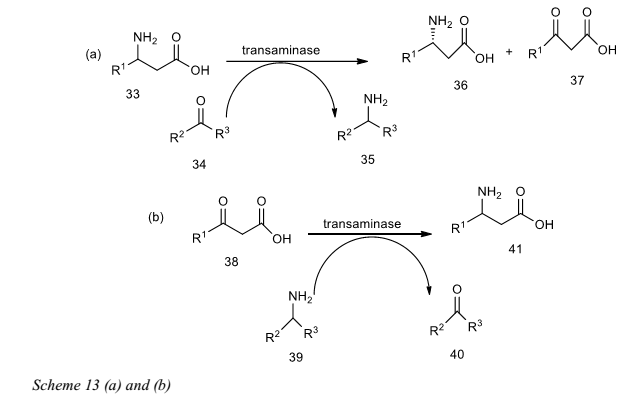 (a)
NH2
R1
O
OH
33
transaminase
O
R2
R3
34
NH2
R2
R3
35
NH2
R1
O
OH
36
+
O
O
R1
OH
37
(b)
O
O
R1
OH
38
transaminase
NH2
R2
R3
39
O
R2
R3
40
NH2
O
R1
OH
41
Scheme 13 (a) and (b)